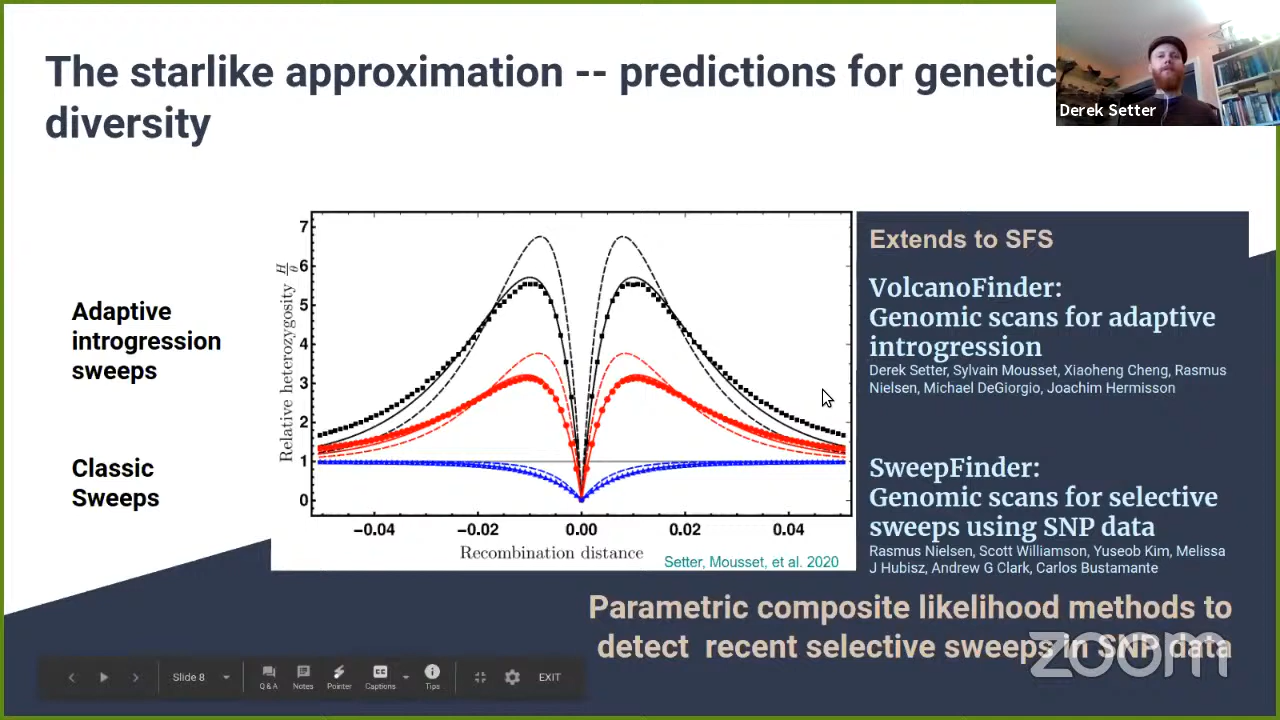 The starlike approximation -- predictions for genetic
diversity
Derek Setter
Adaptive
introgression
sweeps
Classic
Sweeps
Relative heterozygosity H/θ
7
6
5
4
3
2
1
0
−0.04 −0.02 0.00 0.02 0.04
Recombination distance
Setter, Mousset, et al. 2020
Extends to SFS
VolcanoFinder:
Genomic scans for adaptive
introgression
Derek Setter, Sylvain Mousset, Xiaoheng Cheng, Rasmus
Nielsen, Michael DeGiorgio, Joachim Hermisson
SweepFinder:
Genomic scans for selective
sweeps using SNP data
Rasmus Nielsen, Scott Williamson, Yuseob Kim, Melissa
J Hubisz, Andrew G Clark, Carlos Bustamante
Parametric composite likelihood methods to
detect recent selective sweeps in SNP data
zoom
Slide 8
Q & A
Notes
Pointer
Captions
Tips
EXIT